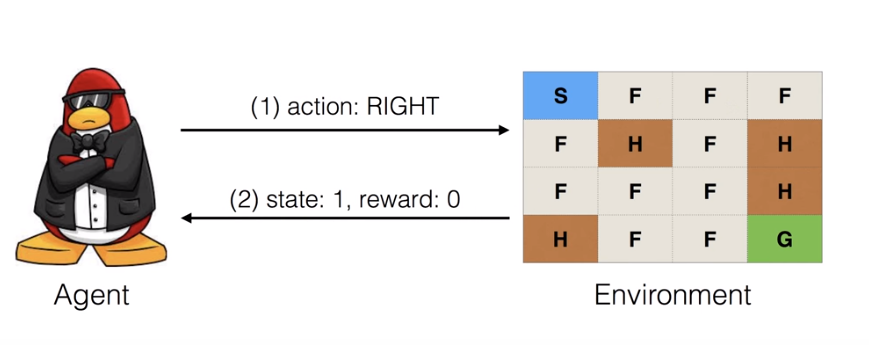 (1) action: RIGHT
(2) state: 1, reward: 0
Agent
S F F F
F H F H
F F F H
H F F G
Environment